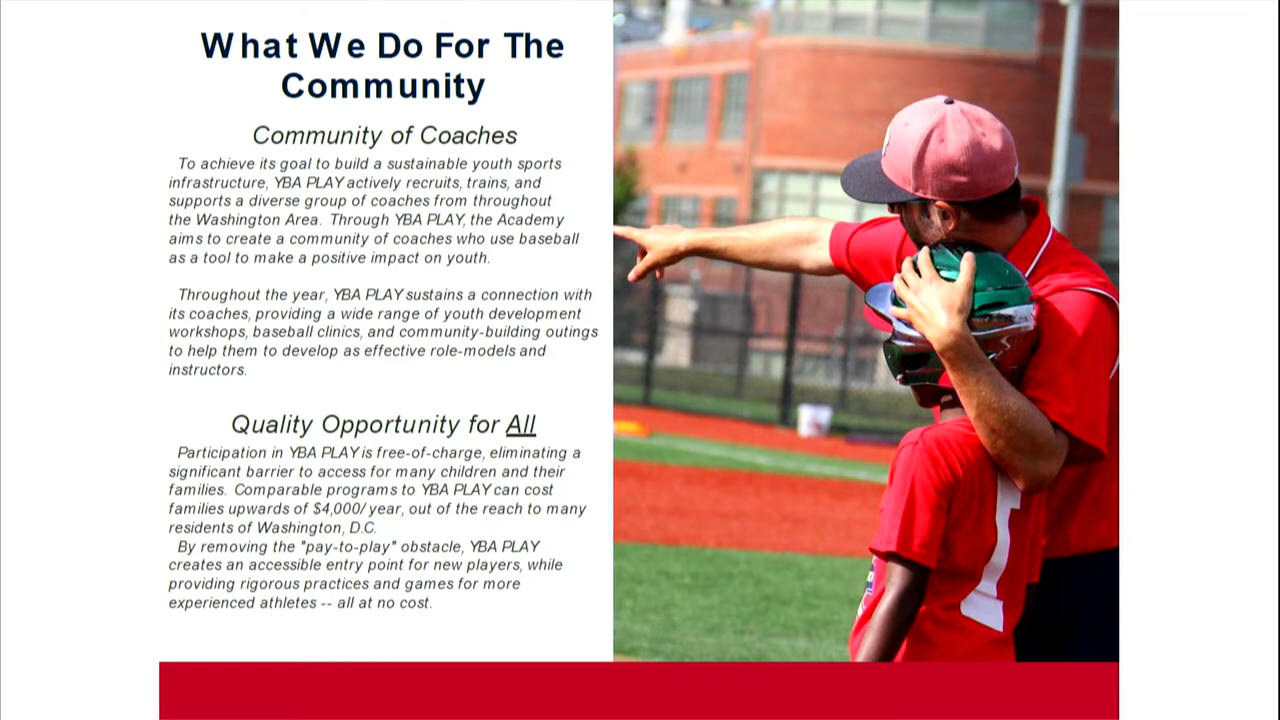 What We Do For The
Community
Community of Coaches
To achieve its goal to build a sustainable youth sports
infrastructure, YBA PLAY actively recruits, trains, and
supports a diverse group of coaches from throughout
the Washington Area. Through YBA PLAY, the Academy
aims to create a community of coaches who use baseball
as a tool to make a positive impact on youth.
Throughout the year, YBA PLAY sustains a connection with
its coaches, providing a wide range of youth development
workshops, baseball clinics, and community-building outings
to help them to develop as effective role-models and
instructors.
Quality Opportunity for All
Participation in YBA PLAY is free-of-charge, eliminating a
significant barrier to access for many children and their
families. Comparable programs to YBA PLAY can cost
families upwards of $4,000/year, out of the reach to many
residents of Washington, D.C.
By removing the "pay-to-play" obstacle, YBA PLAY
creates an accessible entry point for new players, while
providing rigorous practices and games for more
experienced athletes -- all at no cost.